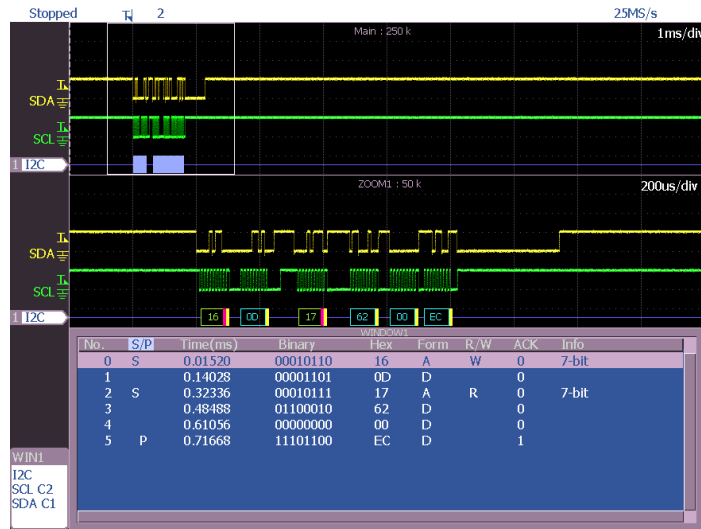 Stopped 2 25MS/s
Main : 250 k 1ms/div
SDA
SCL
1 I2C
ZOOM1 : 50 k 200us/div
SDA
SCL
1 I2C 16 0D 17 62 00 EC
WINDOW1
No. S/P Time(ms) Binary Hex Form R/W ACK Info
0 S 0.01520 00010110 16 A W 0 7-bit
1 0.14028 00001101 0D D 0
2 S 0.32336 00010111 17 A R 0 7-bit
3 0.48488 01100010 62 D 0
4 0.61056 00000000 00 D 0
5 P 0.71668 11101100 EC D 1
WIN1
I2C
SCL C2
SDA C1